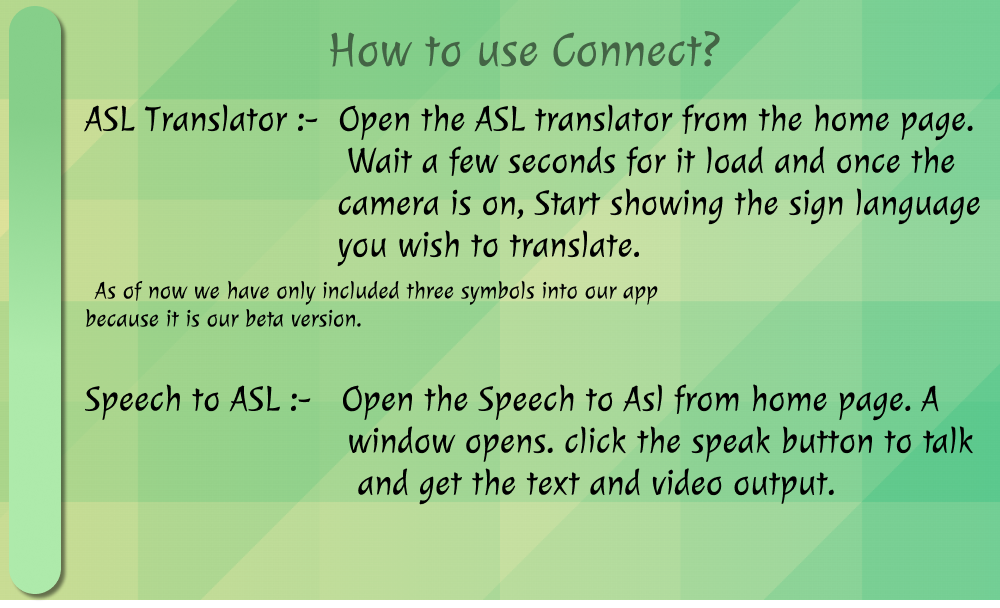 How to use Connect?
ASL Translator :- Open the ASL translator from the home page.
Wait a few seconds for it load and once the
camera is on, Start showing the sign language
you wish to translate.
As of now we have only included three symbols into our app
because it is our beta version.
Speech to ASL :- Open the Speech to Asl from home page. A
window opens. click the speak button to talk
and get the text and video output.